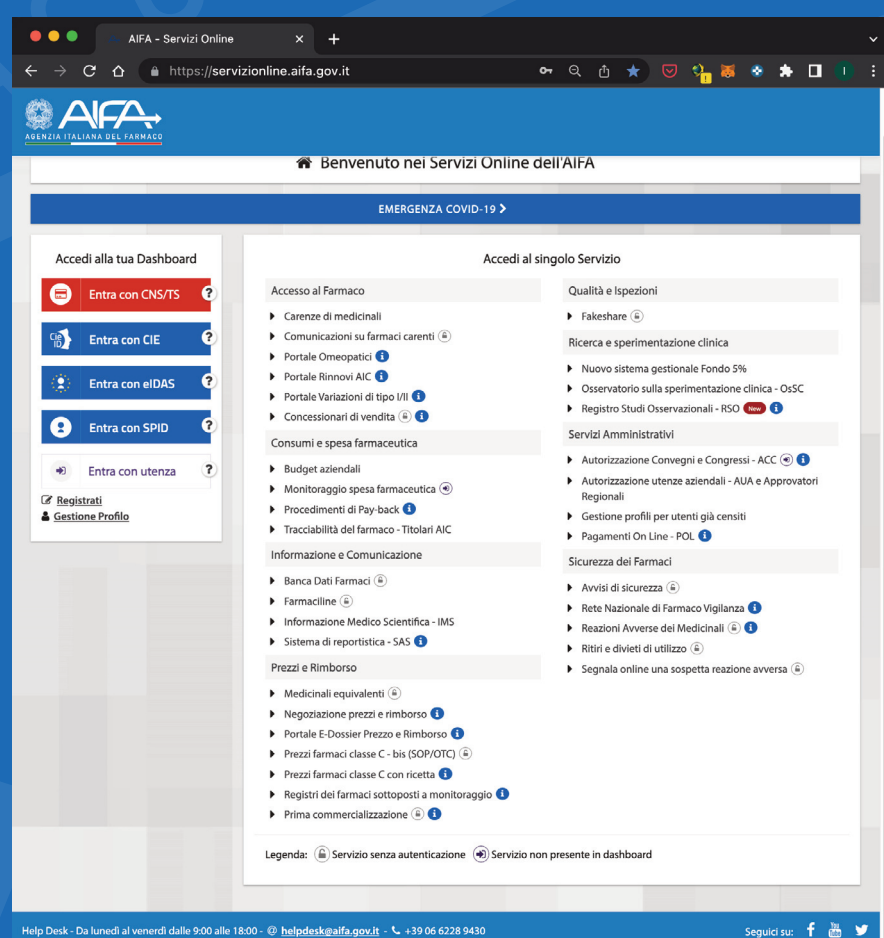 AIFA - Servizi Online
https://servizionline.aifa.gov.it
I
AIFA
AGENZIA ITALIANA DEL FARMACO
Benvenuto nei Servizi Online dell'AIFA
EMERGENZA COVID-19
Accedi alla tua Dashboard
Entra con CNS/TS ?
CIE ID Entra con CIE ?
Entra con eIDAS ?
Entra con SPID ?
Entra con utenza ?
Registrati
Gestione Profilo
Accedi al singolo Servizio
Accesso al Farmaco
Carenze di medicinali
Comunicazioni su farmaci carenti
Portale Omeopatici i
Portale Rinnovi AIC i
Portale Variazioni di tipo I/II i
Concessionari di vendita i
Consumi e spesa farmaceutica
Budget aziendali
Monitoraggio spesa farmaceutica
Procedimenti di Pay-back i
Tracciabilità del farmaco - Titolari AIC
Informazione e Comunicazione
Banca Dati Farmaci
Farmaciline
Informazione Medico Scientifica - IMS
Sistema di reportistica - SAS i
Prezzi e Rimborso
Medicinali equivalenti
Negoziazione prezzi e rimborso i
Portale E-Dossier Prezzo e Rimborso i
Prezzi farmaci classe C - bis (SOP/OTC)
Prezzi farmaci classe C con ricetta i
Registri dei farmaci sottoposti a monitoraggio i
Prima commercializzazione i
Qualità e Ispezioni
Fakeshare
Ricerca e sperimentazione clinica
Nuovo sistema gestionale Fondo 5%
Osservatorio sulla sperimentazione clinica - OsSC
Registro Studi Osservazionali - RSO New i
Servizi Amministrativi
Autorizzazione Convegni e Congressi - ACC i
Autorizzazione utenze aziendali - AUA e Approvatori
Regionali
Gestione profili per utenti già censiti
Pagamenti On Line - POL i
Sicurezza dei Farmaci
Avvisi di sicurezza
Rete Nazionale di Farmaco Vigilanza i
Reazioni Avverse dei Medicinali i
Ritiri e divieti di utilizzo
Segnala online una sospetta reazione avversa
Legenda: Servizio senza autenticazione Servizio non presente in dashboard
Help Desk - Da lunedì al venerdì dalle 9:00 alle 18:00 - @ helpdesk@aifa.gov.it - +39 06 6228 9430
Seguici su: f You Tube